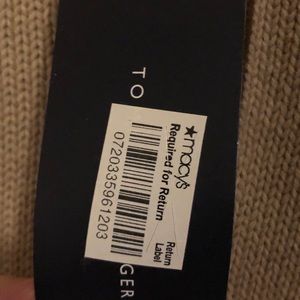 TO
GER
★macy's
Required for Return
0720335961203
Return
Label